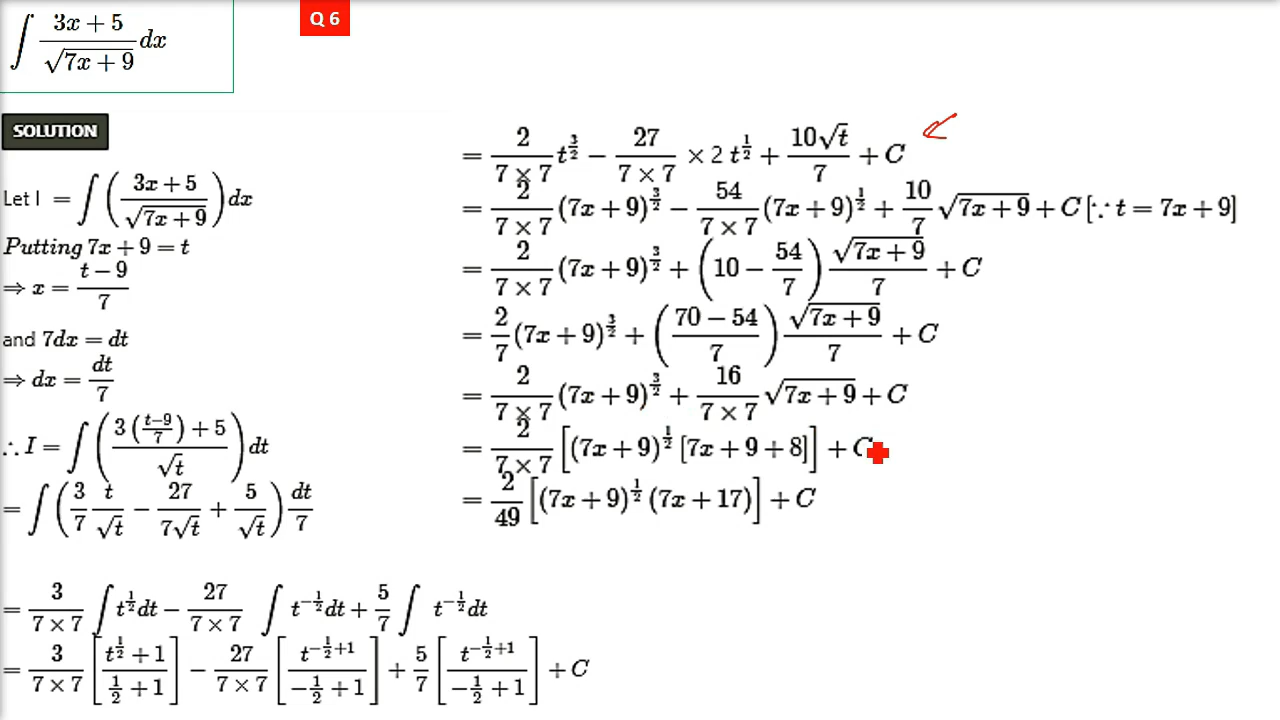 ∫ (3x + 5)/√(7x + 9) dx
Q 6
SOLUTION
Let I = ∫ ((3x + 5)/√(7x + 9)) dx
Putting 7x + 9 = t
⇒ x = (t − 9)/7
and 7dx = dt
⇒ dx = dt/7
∴ I = ∫ ((3((t−9)/7) + 5)/√t) dt
= ∫ (3/7 t/√t − 27/(7√t) + 5/√t) dt/7
= 3/(7 × 7) ∫ t^(1/2) dt − 27/(7 × 7) ∫ t^(−1/2) dt + 5/7 ∫ t^(−1/2) dt
= 3/(7 × 7) [(t^(1/2) + 1)/(1/2 + 1)] − 27/(7 × 7) [t^(−1/2 + 1)/(−1/2 + 1)] + 5/7 [t^(−1/2 + 1)/(−1/2 + 1)] + C
= 2/(7 × 7) t^(3/2) − 27/(7 × 7) × 2 t^(1/2) + 10√t/7 + C
= 2/(7 × 7) (7x + 9)^(3/2) − 54/(7 × 7) (7x + 9)^(1/2) + 10/7 √(7x + 9) + C [∵ t = 7x + 9]
= 2/(7 × 7) (7x + 9)^(3/2) + (10 − 54/7) √(7x + 9)/7 + C
= 2/7 (7x + 9)^(3/2) + ((70 − 54)/7) √(7x + 9)/7 + C
= 2/(7 × 7) (7x + 9)^(3/2) + 16/(7 × 7) √(7x + 9) + C
= 2/(7 × 7) [(7x + 9)^(1/2) [7x + 9 + 8]] + C
= 2/49 [(7x + 9)^(1/2) (7x + 17)] + C